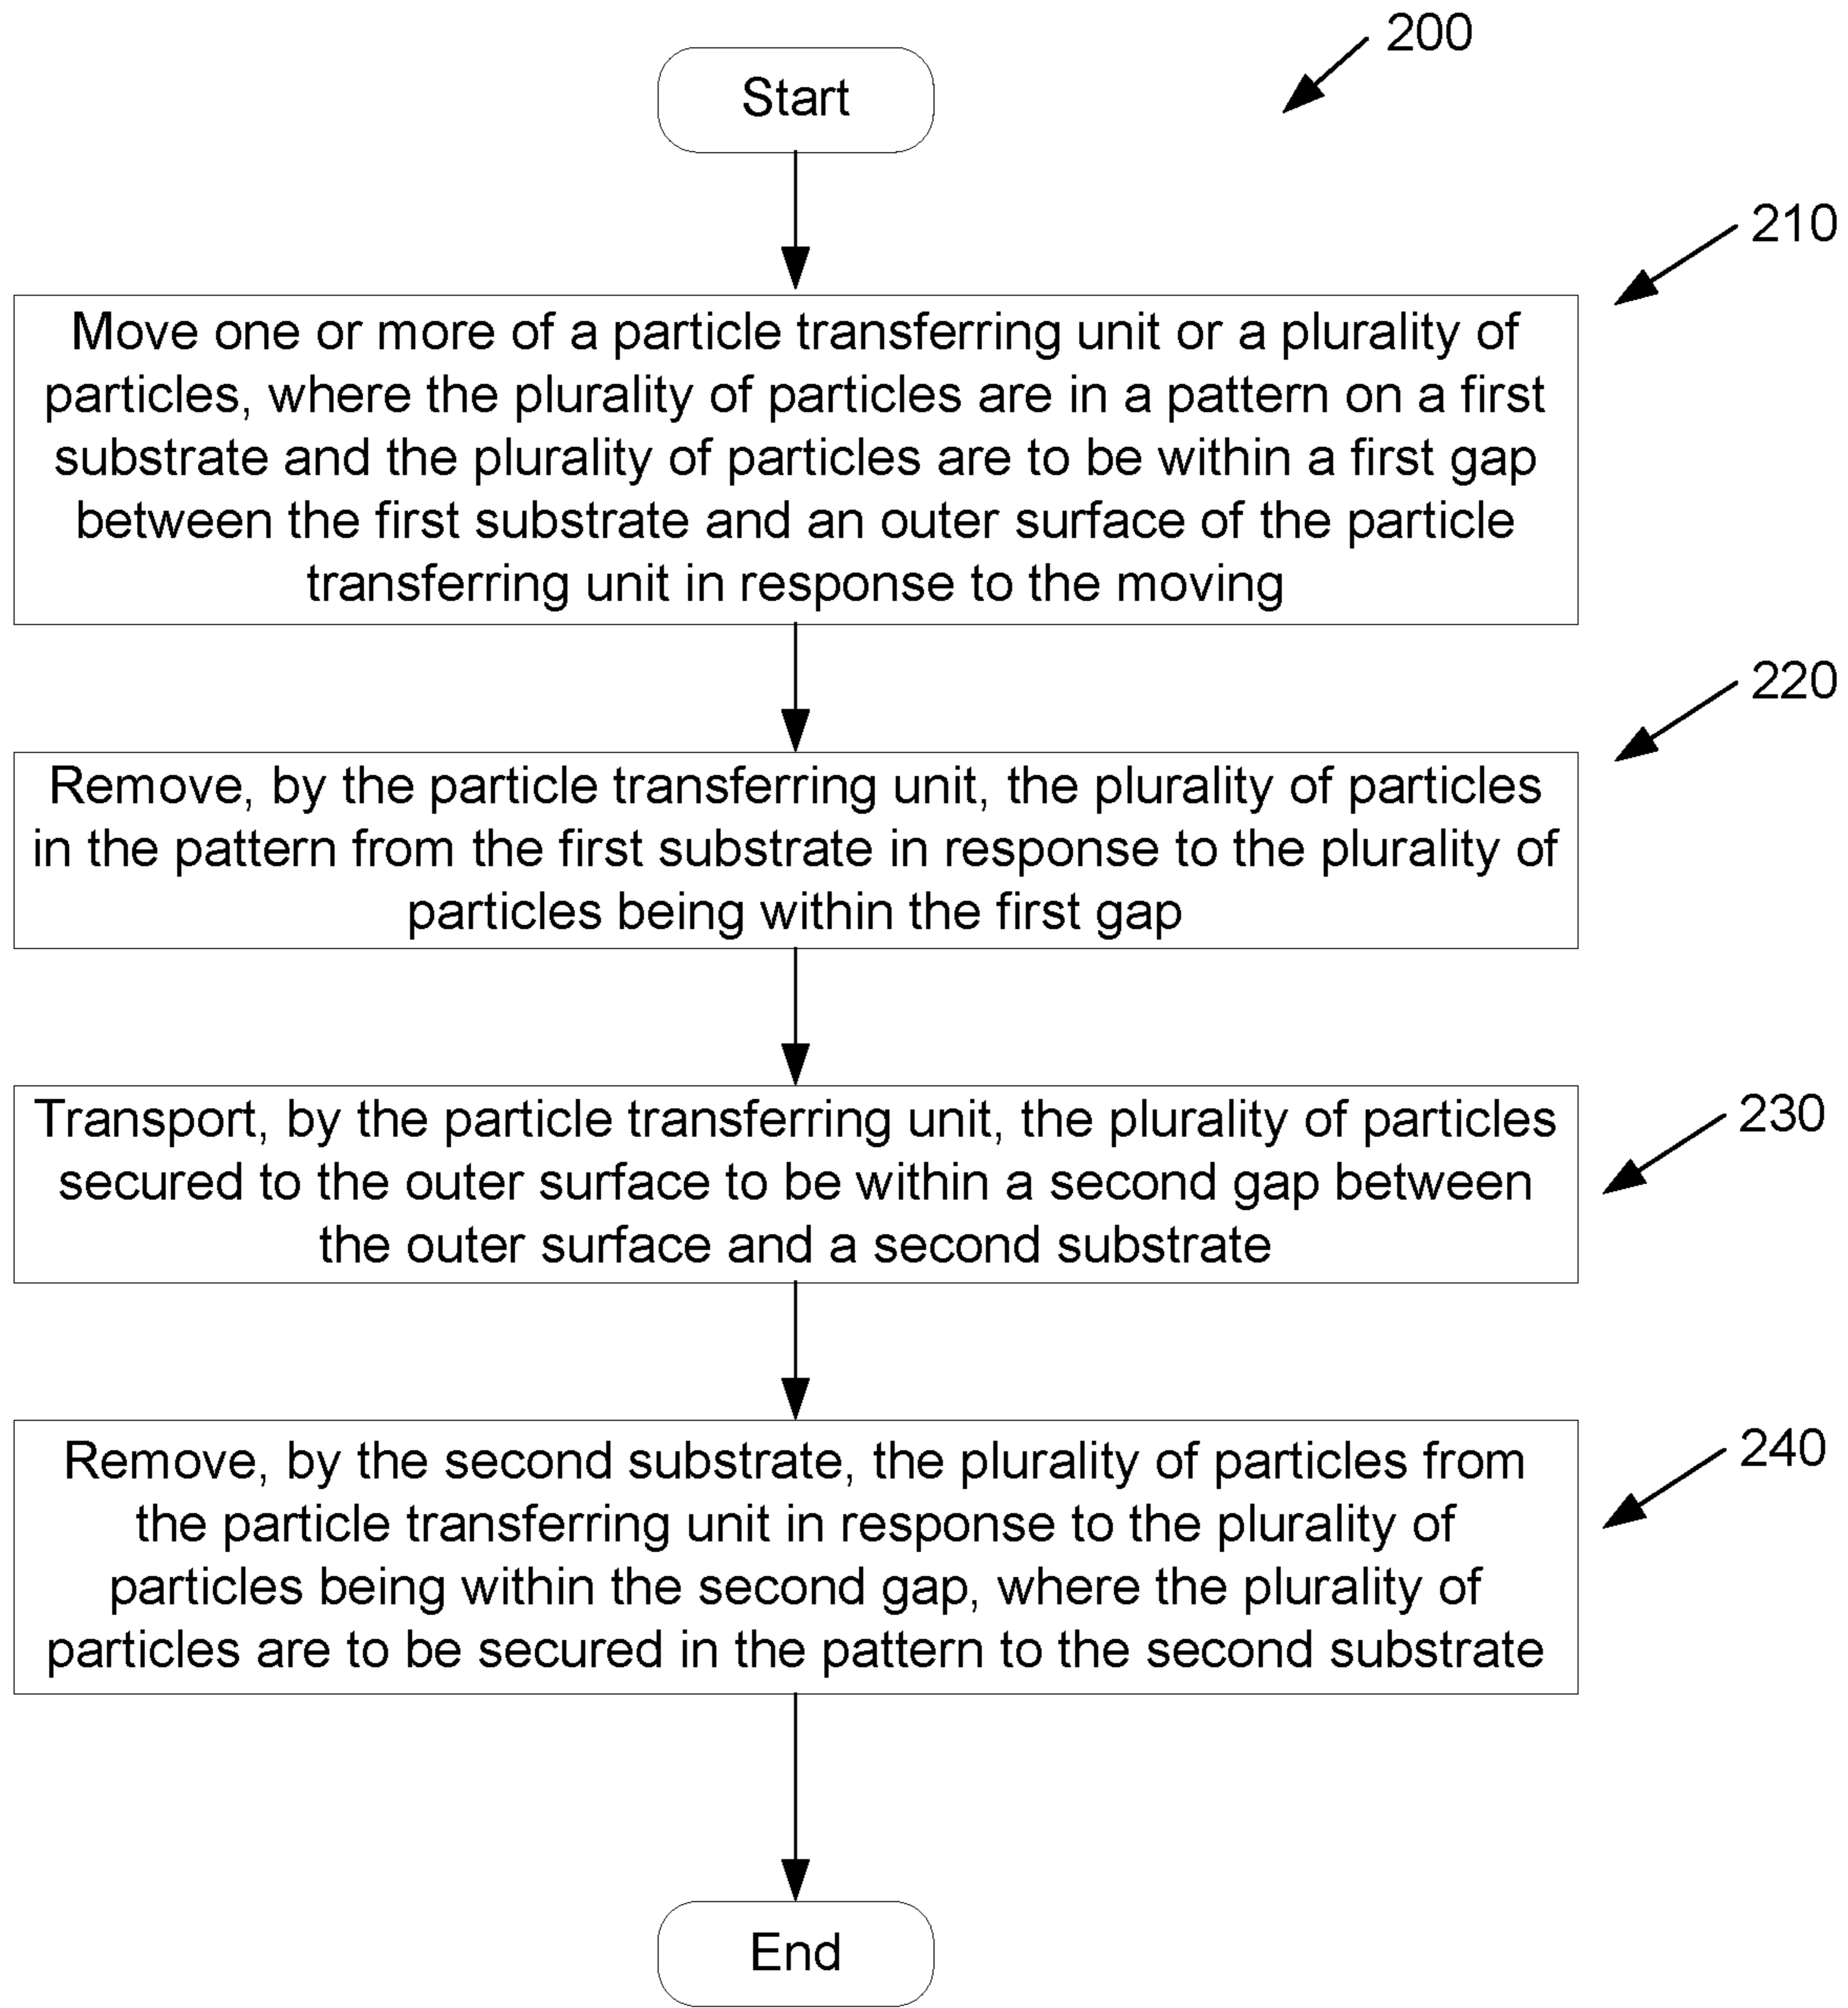 200
Start
210
Move one or more of a particle transferring unit or a plurality of
particles, where the plurality of particles are in a pattern on a first
substrate and the plurality of particles are to be within a first gap
between the first substrate and an outer surface of the particle
transferring unit in response to the moving
220
Remove, by the particle transferring unit, the plurality of particles
in the pattern from the first substrate in response to the plurality of
particles being within the first gap
230
Transport, by the particle transferring unit, the plurality of particles
secured to the outer surface to be within a second gap between
the outer surface and a second substrate
240
Remove, by the second substrate, the plurality of particles from
the particle transferring unit in response to the plurality of
particles being within the second gap, where the plurality of
particles are to be secured in the pattern to the second substrate
End